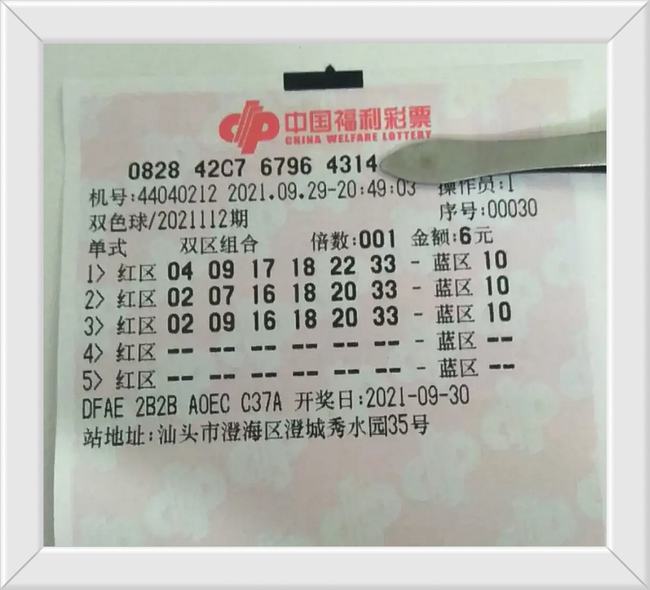 中国福利彩票
CHINA WELFARE LOTTERY
0828 42C7 6796 4314
机号:44040212 2021.09.29-20:49:03 操作员:1
双色球/2021112期 序号:00030
单式 双区组合 倍数:001 金额:6元
1> 红区 04 09 17 18 22 33 - 蓝区 10
2> 红区 02 07 16 18 20 33 - 蓝区 10
3> 红区 02 09 16 18 20 33 - 蓝区 10
4> 红区 -- -- -- -- -- -- - 蓝区 --
5> 红区 -- -- -- -- -- -- - 蓝区 --
DFAE 2B2B A0EC C37A 开奖日:2021-09-30
站地址:汕头市澄海区澄城秀水园35号